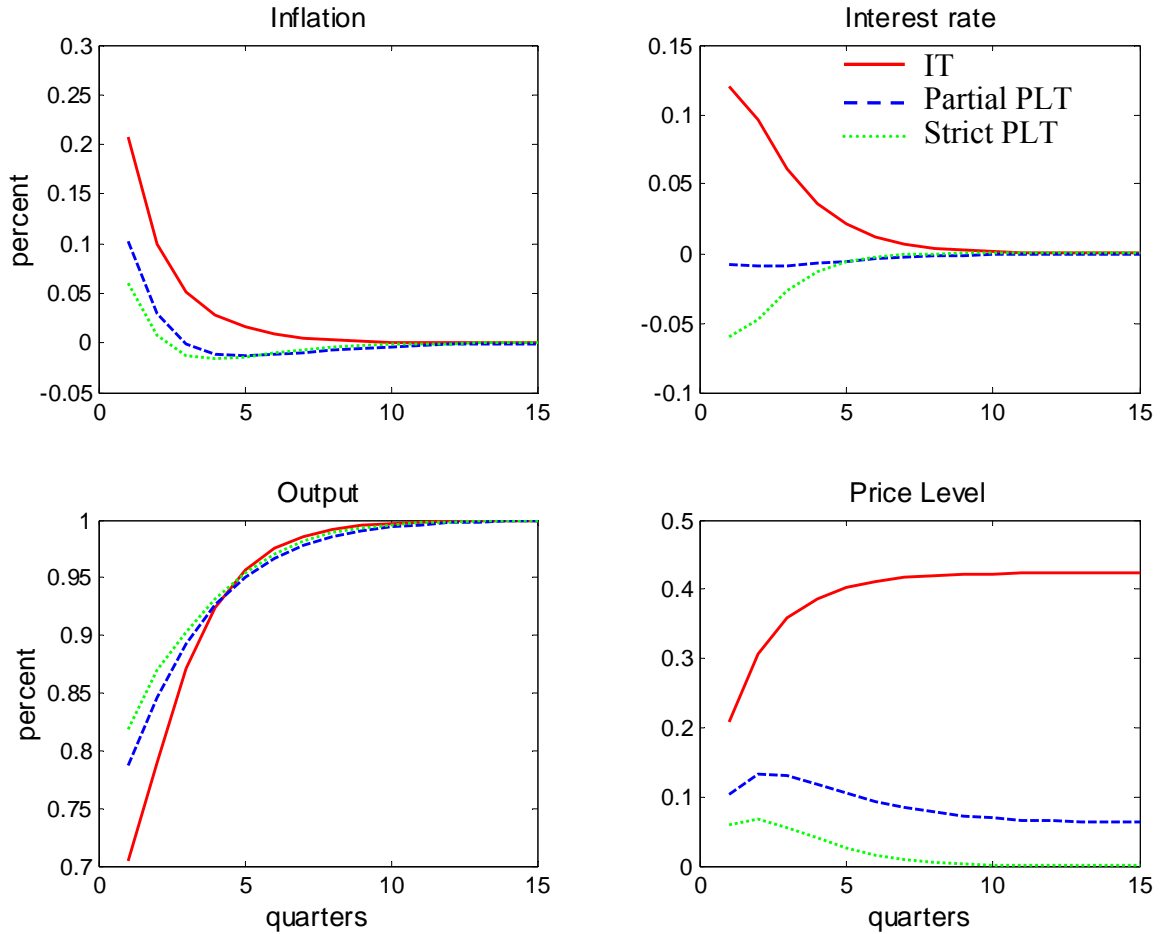 Inflation
0.3
0.25
0.2
0.15
0.1
0.05
0
-0.05
percent
0 5 10 15
Interest rate
0.15
0.1
0.05
0
-0.05
-0.1
IT
Partial PLT
Strict PLT
0 5 10 15
Output
1
0.95
0.9
0.85
0.8
0.75
0.7
percent
0 5 10 15
quarters
Price Level
0.5
0.4
0.3
0.2
0.1
0
0 5 10 15
quarters